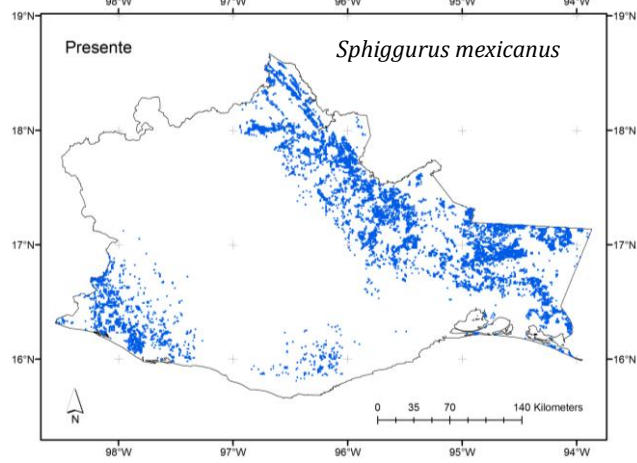 98°W 97°W 96°W 95°W 94°W
19°N 19°N
Presente Sphiggurus mexicanus
18°N 18°N
17°N 17°N
16°N 16°N
0 35 70 140 Kilometers
N
98°W 97°W 96°W 95°W 94°W